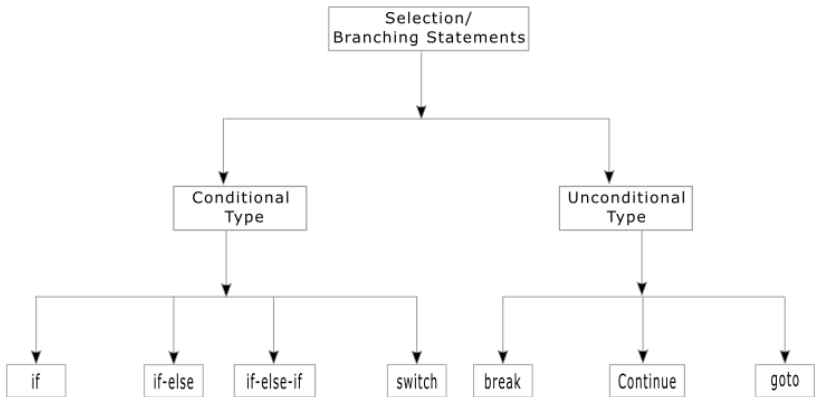 Selection/
Branching Statements
Conditional
Type
Unconditional
Type
if
if-else
if-else-if
switch
break
Continue
goto